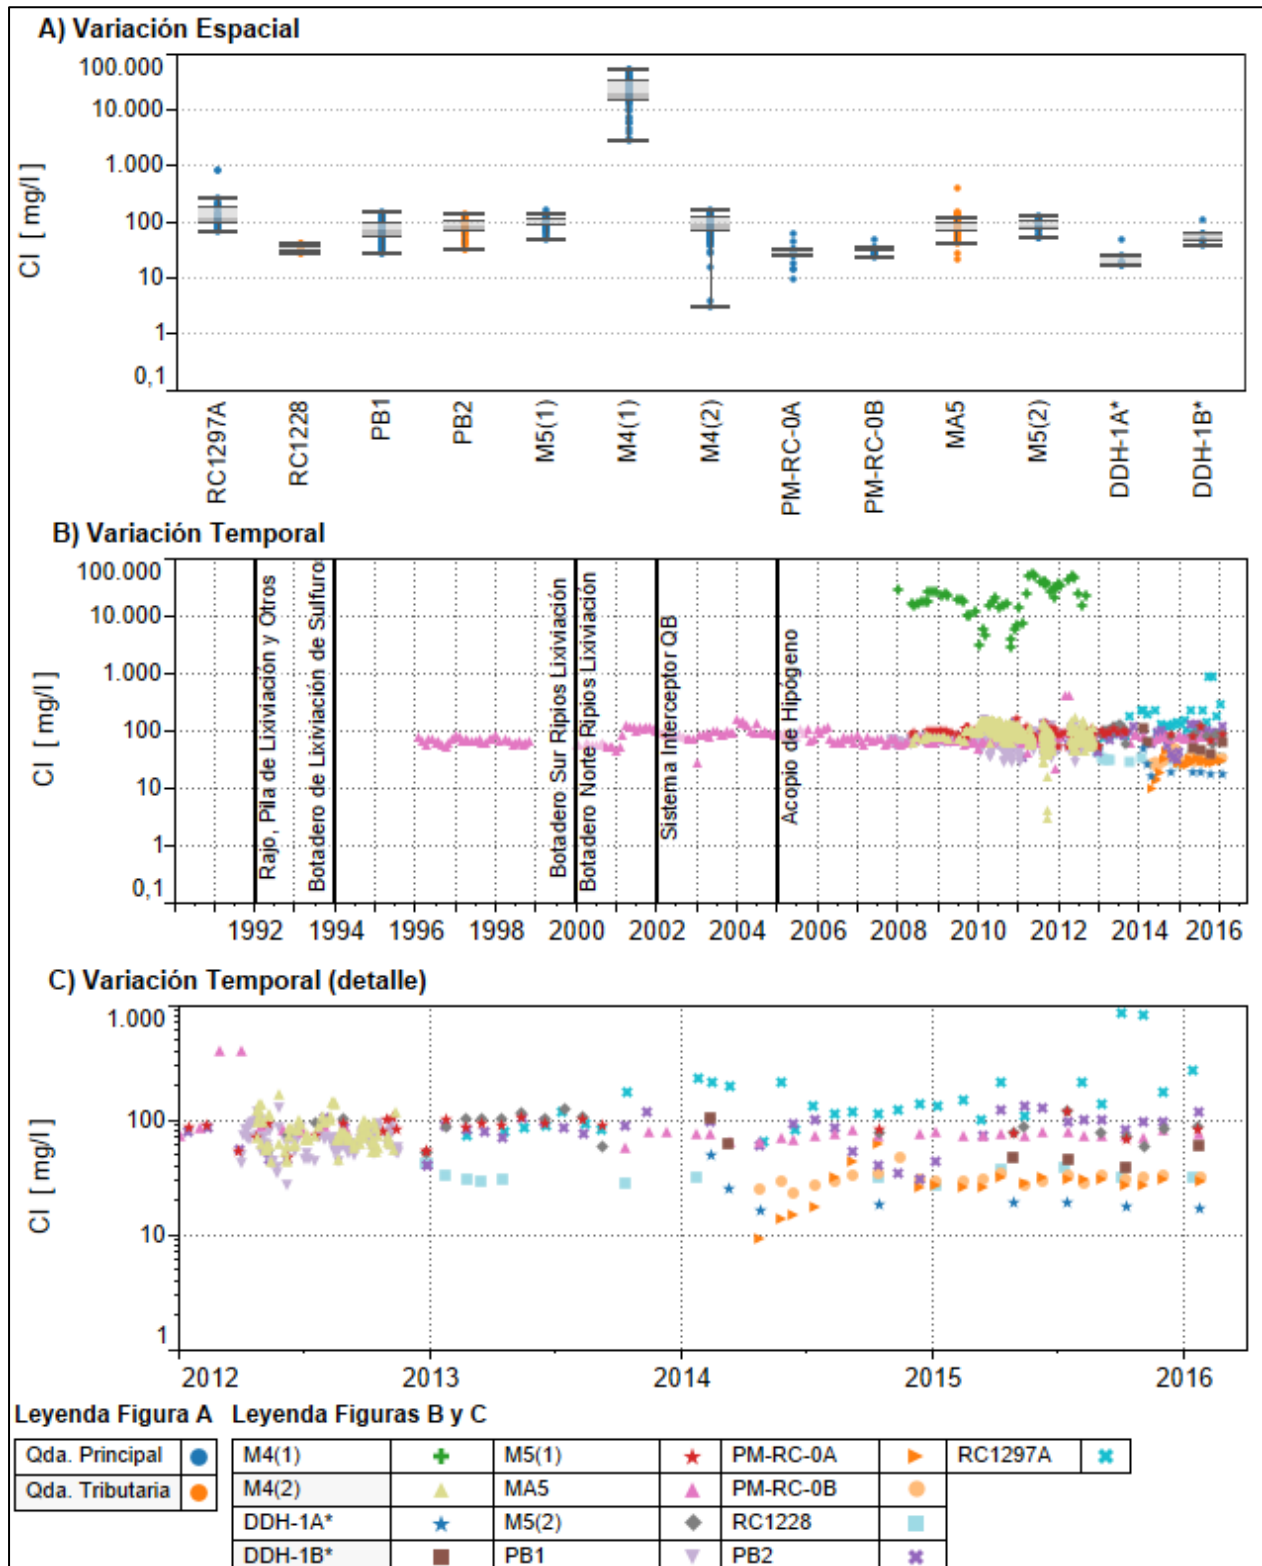 A) Variación Espacial
100.000
10.000
1.000
100
10
1
0,1
Cl [ mg/l ]
RC1297A
RC1228
PB1
PB2
M5(1)
M4(1)
M4(2)
PM-RC-0A
PM-RC-0B
MA5
M5(2)
DDH-1A*
DDH-1B*
B) Variación Temporal
100.000
10.000
1.000
100
10
1
0,1
Cl [ mg/l ]
Rajo, Pila de Lixiviación y Otros
Botadero de Lixiviación de Sulfuro
Botadero Sur Ripios Lixiviación
Botadero Norte Ripios Lixiviación
Sistema Interceptor QB
Acopio de Hipógeno
1992 1994 1996 1998 2000 2002 2004 2006 2008 2010 2012 2014 2016
C) Variación Temporal (detalle)
1.000
100
10
1
Cl [ mg/l ]
2012 2013 2014 2015 2016
Leyenda Figura A Leyenda Figuras B y C
Qda. Principal M4(1) M5(1) PM-RC-0A RC1297A
Qda. Tributaria M4(2) MA5 PM-RC-0B
DDH-1A* M5(2) RC1228
DDH-1B* PB1 PB2